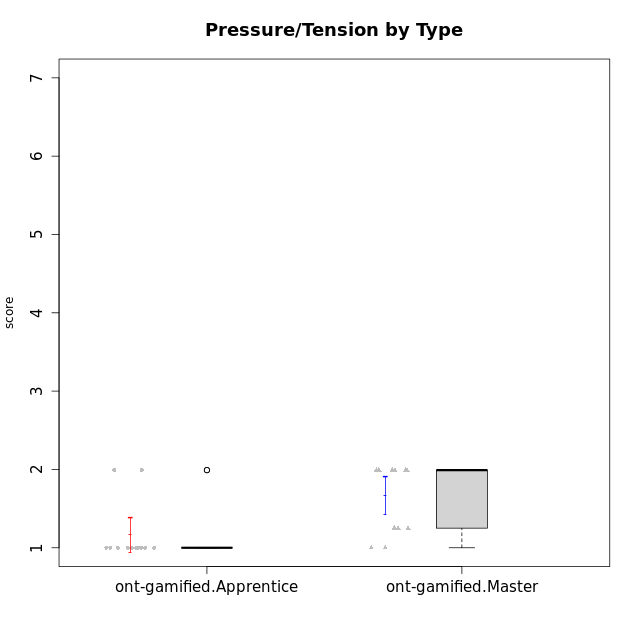 Pressure/Tension by Type
score
7
6
5
4
3
2
1
ont-gamified.Apprentice
ont-gamified.Master